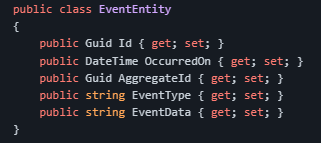 public class EventEntity
{
    public Guid Id { get; set; }
    public DateTime OccurredOn { get; set; }
    public Guid AggregateId { get; set; }
    public string EventType { get; set; }
    public string EventData { get; set; }
}